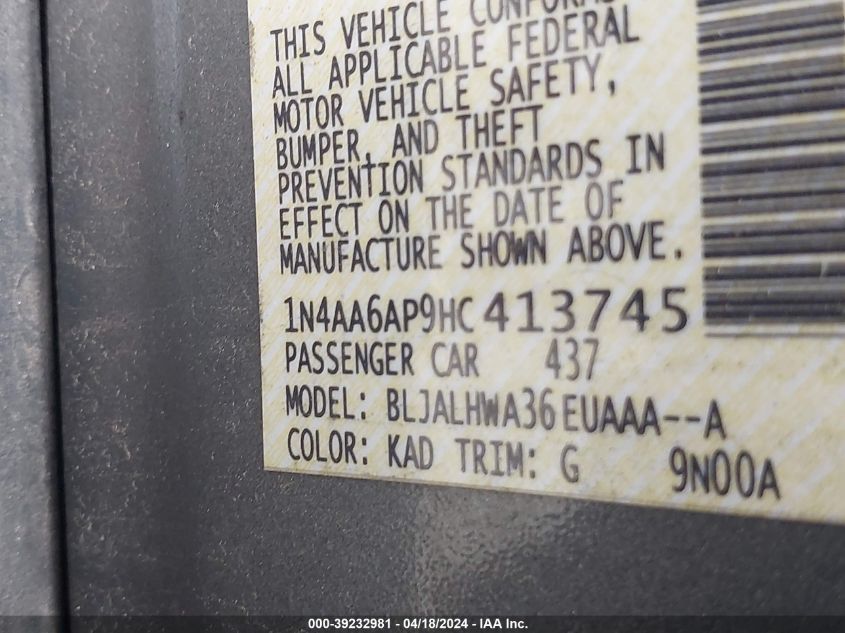 THIS VEHICLE CONFORMS
ALL APPLICABLE FEDERAL
MOTOR VEHICLE SAFETY,
BUMPER, AND THEFT
PREVENTION STANDARDS IN
EFFECT ON THE DATE OF
MANUFACTURE SHOWN ABOVE.
1N4AA6AP9HC413745
PASSENGER CAR 437
MODEL: BLJALHWA36EUAAA--A
COLOR: KAD TRIM: G 9N00A
000-39232981 / 04/18/2024 - IAA Inc.